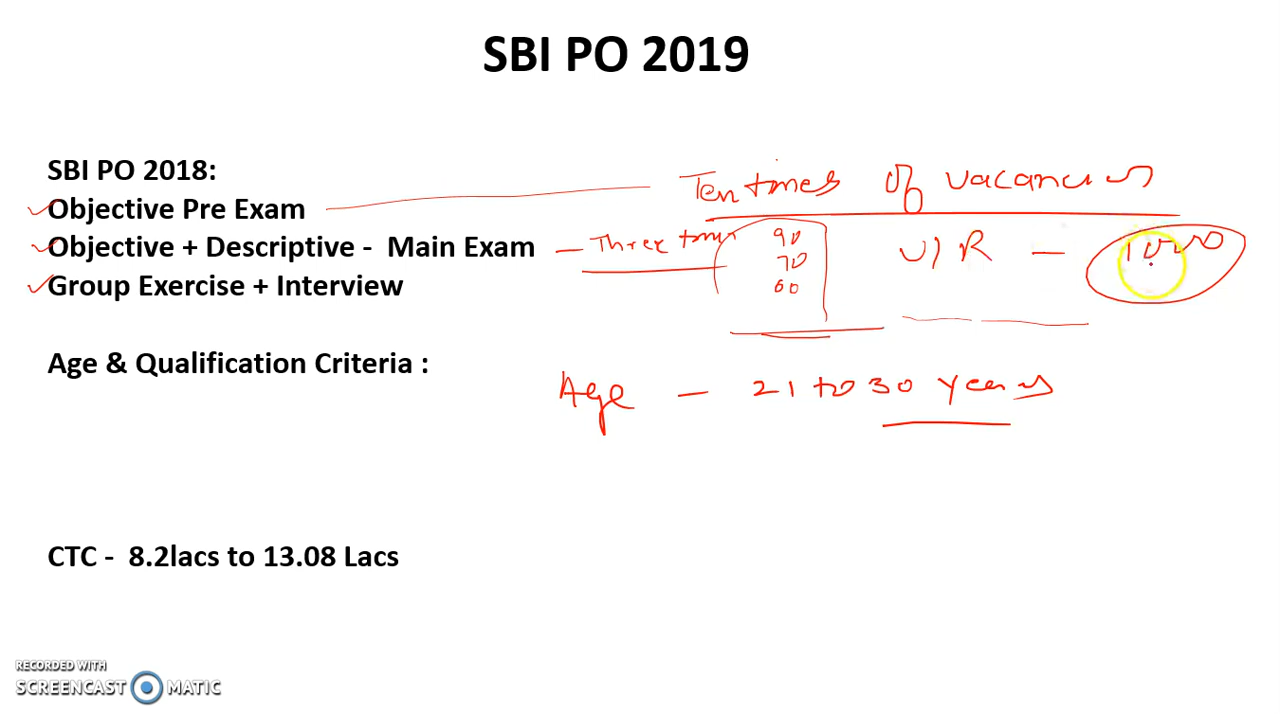 SBI PO 2019
SBI PO 2018:
Ten times of vacancies
Objective Pre Exam
Objective + Descriptive - Main Exam – Three times
90
70
60
U/R – 1000
Group Exercise + Interview
Age & Qualification Criteria :
Age – 21 to 30 years
CTC - 8.2lacs to 13.08 Lacs
RECORDED WITH
SCREENCAST MATIC